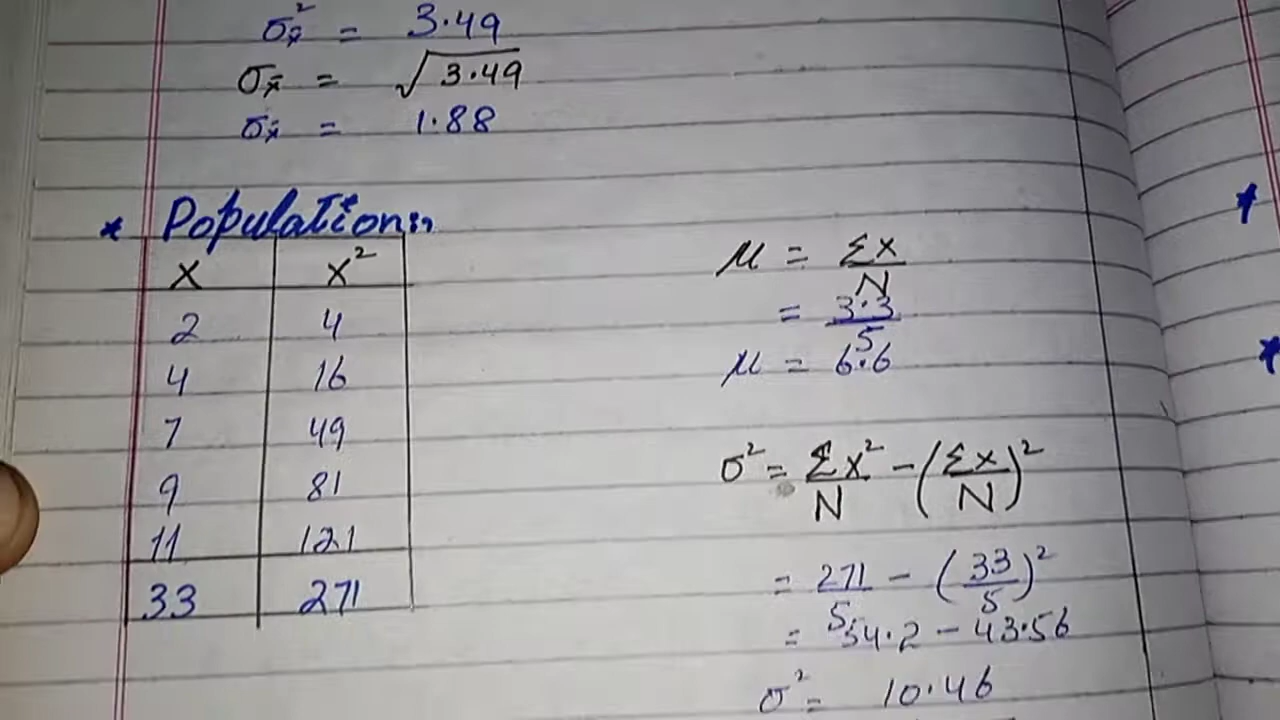 σx̄² = 3.49
σx̄ = √3.49
σx̄ = 1.88
* Population:,
X X²
2 4
4 16
7 49
9 81
11 121
33 271
μ = Σx/N
= 3.3/5
μ = 6.6
σ² = Σx²/N - (Σx/N)²
= 271/5 - (33/5)²
= 54.2 - 43.56
σ² = 10.46